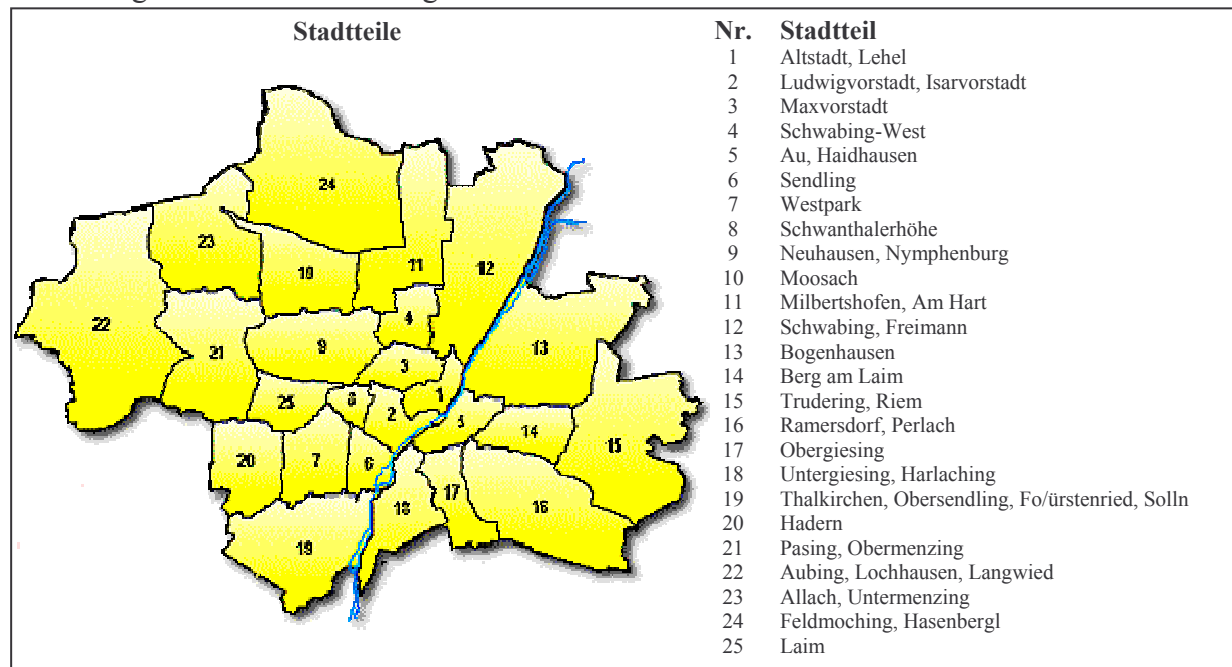 Stadtteile
24
23
10
11
12
22
21
9
4
13
3
25
8
2
1
5
14
15
20
7
6
18
17
16
19
Nr. Stadtteil
1 Altstadt, Lehel
2 Ludwigvorstadt, Isarvorstadt
3 Maxvorstadt
4 Schwabing-West
5 Au, Haidhausen
6 Sendling
7 Westpark
8 Schwanthalerhöhe
9 Neuhausen, Nymphenburg
10 Moosach
11 Milbertshofen, Am Hart
12 Schwabing, Freimann
13 Bogenhausen
14 Berg am Laim
15 Trudering, Riem
16 Ramersdorf, Perlach
17 Obergiesing
18 Untergiesing, Harlaching
19 Thalkirchen, Obersendling, Fo/ürstenried, Solln
20 Hadern
21 Pasing, Obermenzing
22 Aubing, Lochhausen, Langwied
23 Allach, Untermenzing
24 Feldmoching, Hasenbergl
25 Laim